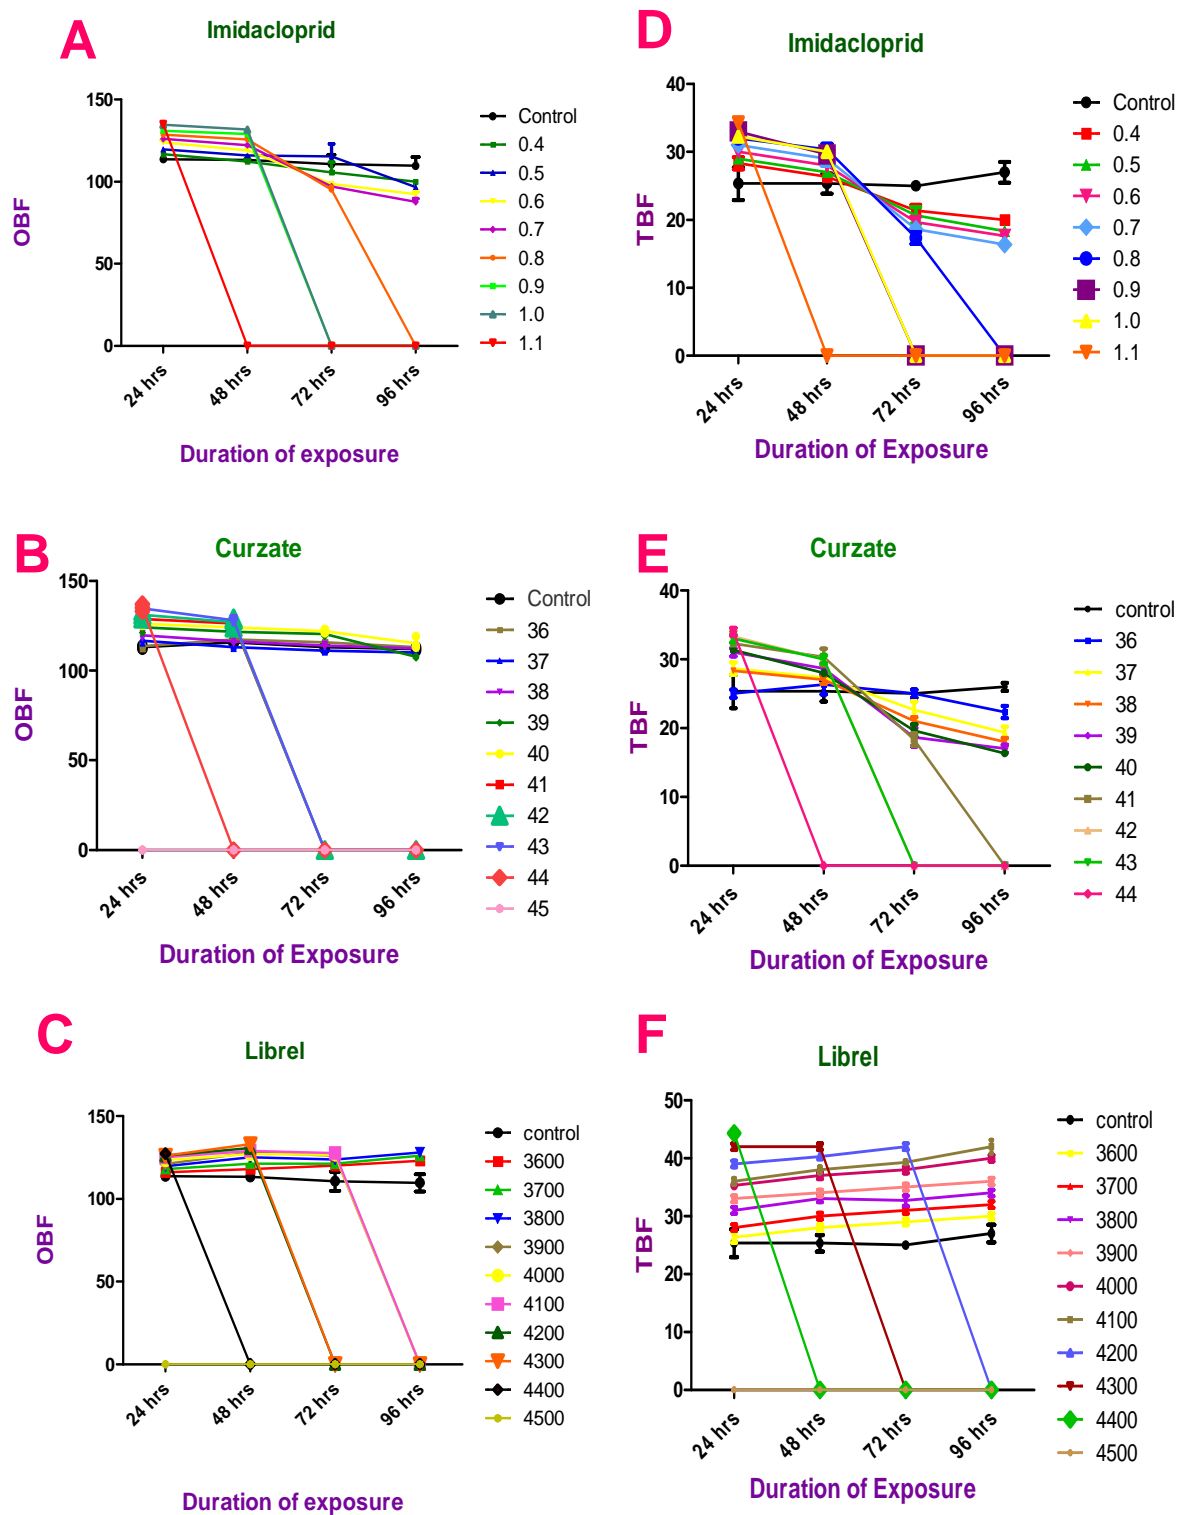 A
Imidacloprid
150
100
50
0
OBF
24 hrs
48 hrs
72 hrs
96 hrs
Duration of exposure
Control
0.4
0.5
0.6
0.7
0.8
0.9
1.0
1.1
D
Imidacloprid
40
30
20
10
0
TBF
24 hrs
48 hrs
72 hrs
96 hrs
Duration of Exposure
Control
0.4
0.5
0.6
0.7
0.8
0.9
1.0
1.1
B
Curzate
150
100
50
0
OBF
24 hrs
48 hrs
72 hrs
96 hrs
Duration of Exposure
Control
36
37
38
39
40
41
42
43
44
45
E
Curzate
40
30
20
10
0
TBF
24 hrs
48 hrs
72 hrs
96 hrs
Duration of Exposure
control
36
37
38
39
40
41
42
43
44
C
Librel
150
100
50
0
OBF
24 hrs
48 hrs
72 hrs
96 hrs
Duration of exposure
control
3600
3700
3800
3900
4000
4100
4200
4300
4400
4500
F
Librel
50
40
30
20
10
0
TBF
24 hrs
48 hrs
72 hrs
96 hrs
Duration of Exposure
control
3600
3700
3800
3900
4000
4100
4200
4300
4400
4500